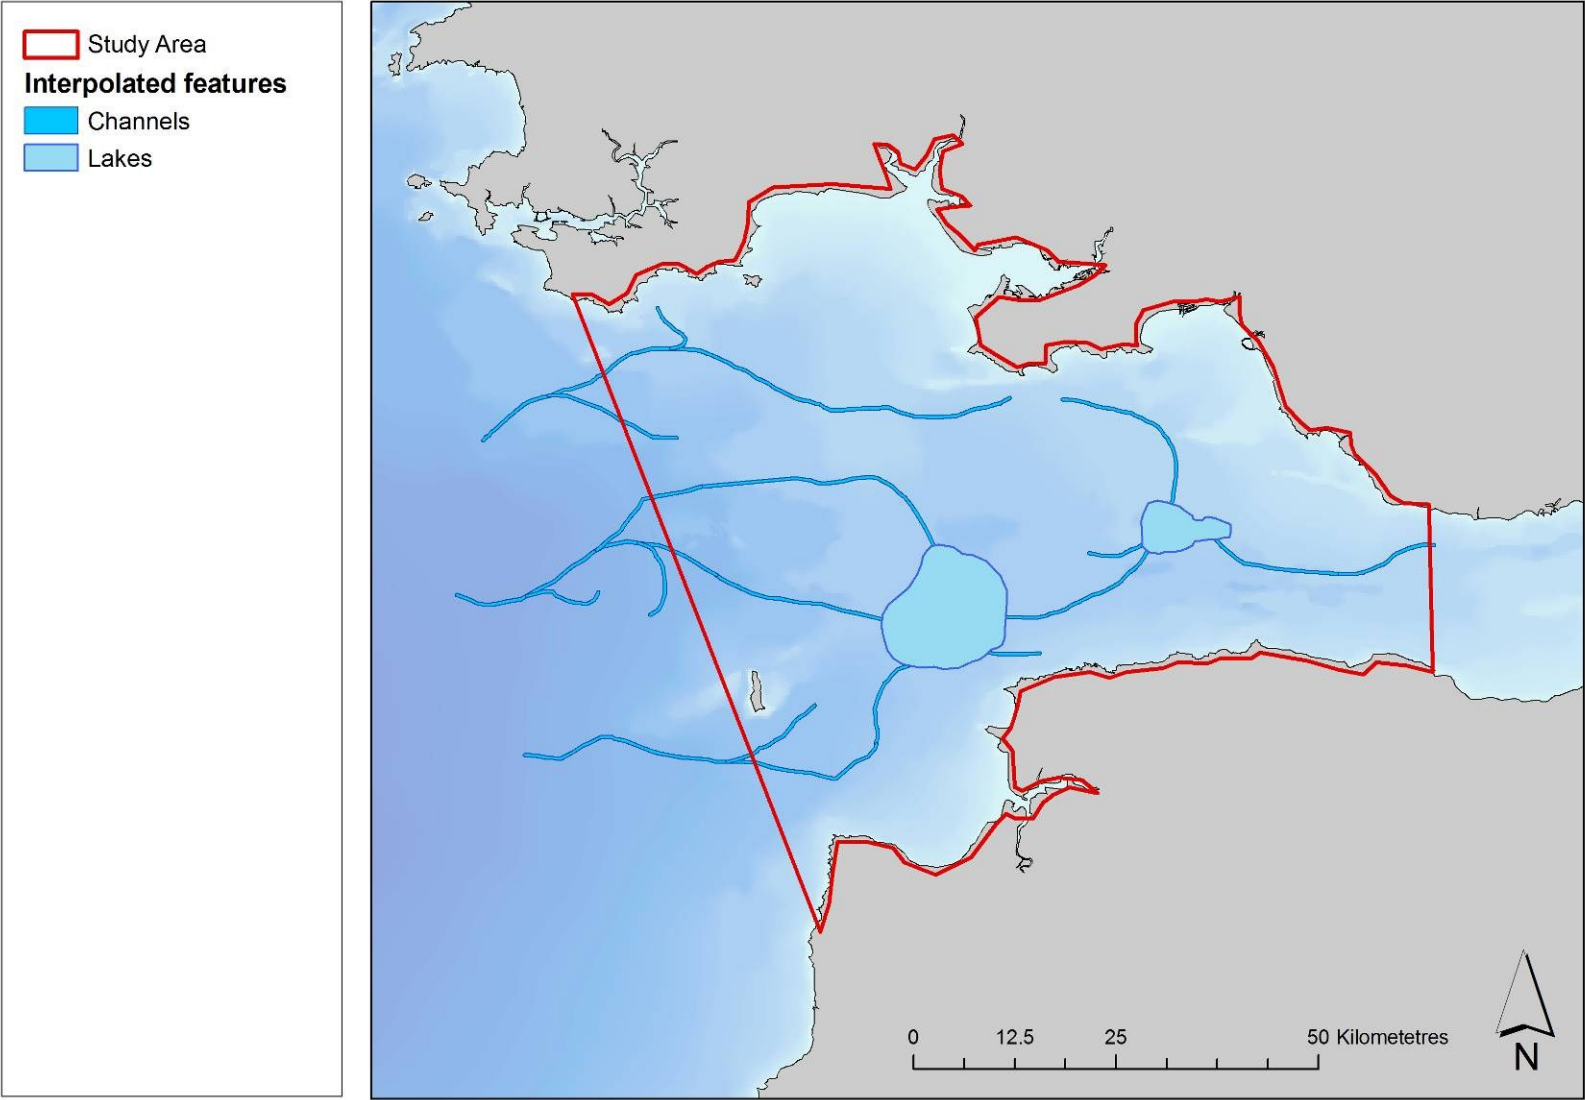 Study Area
Interpolated features
Channels
Lakes
0 12.5 25 50 Kilometetres
N